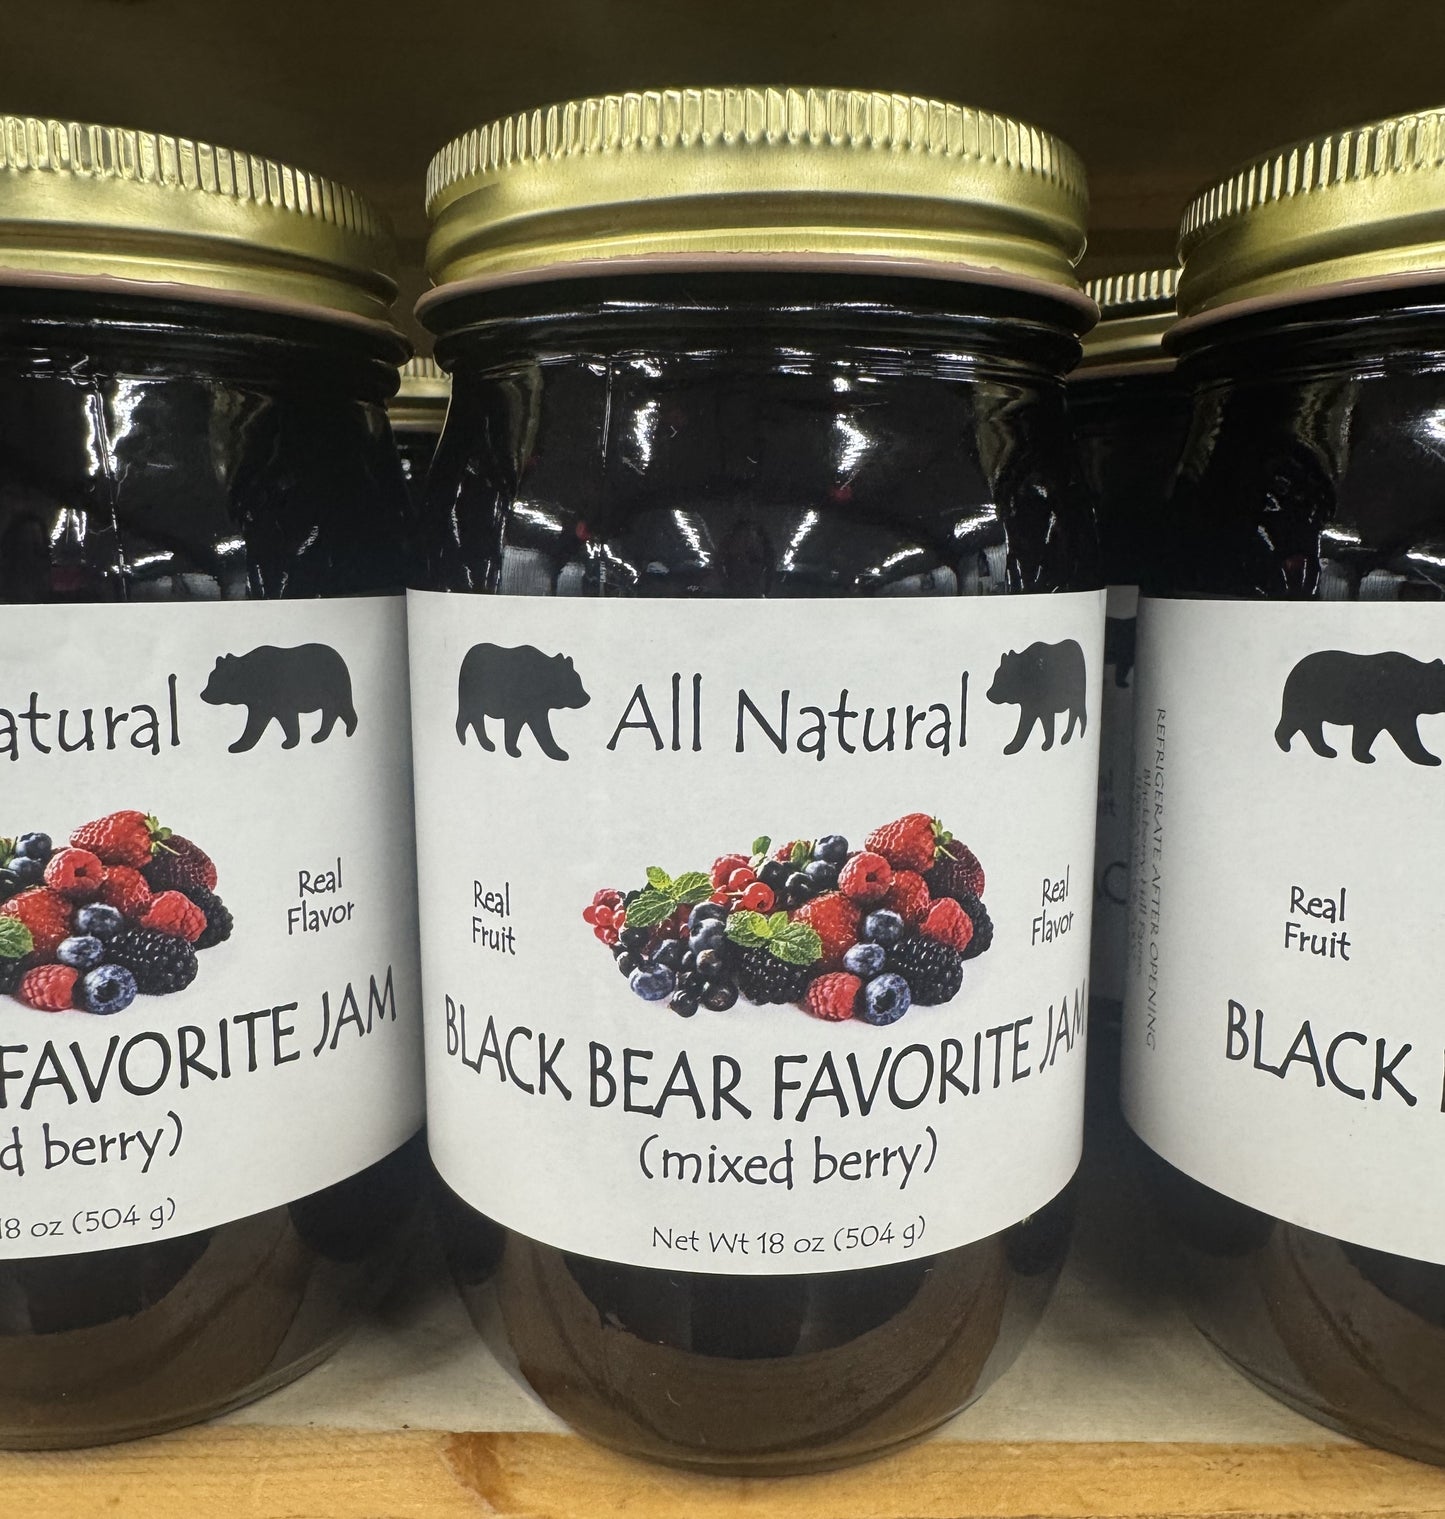 atural
Real
Flavor
FAVORITE JAM
d berry)
18 oz (504 g)
All Natural
Real
Fruit
Real
Flavor
BLACK BEAR FAVORITE JAM
(mixed berry)
Net Wt 18 oz (504 g)
REFRIGERATE AFTER OPENING
Real
Fruit
BLACK